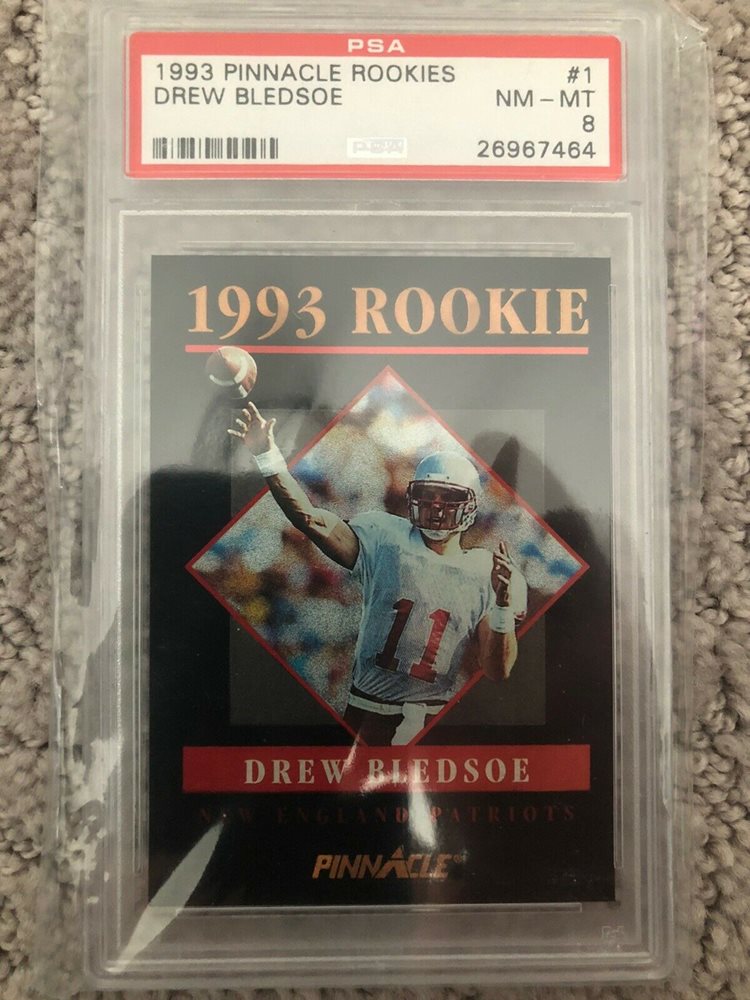 PSA
1993 PINNACLE ROOKIES #1
DREW BLEDSOE NM - MT
8
PSA 26967464
1993 ROOKIE
11
DREW BLEDSOE
NEW ENGLAND PATRIOTS
PINNACLE®